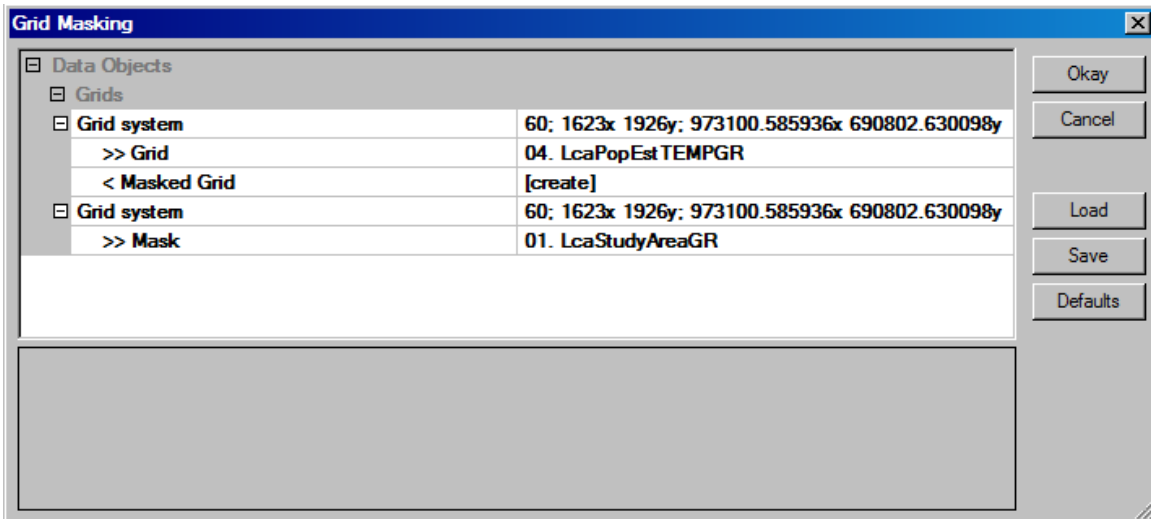 Grid Masking
Data Objects
Grids
Grid system 60; 1623x 1926y; 973100.585936x 690802.630098y
>> Grid 04. LcaPopEstTEMPGR
< Masked Grid [create]
Grid system 60; 1623x 1926y; 973100.585936x 690802.630098y
>> Mask 01. LcaStudyAreaGR
Okay
Cancel
Load
Save
Defaults